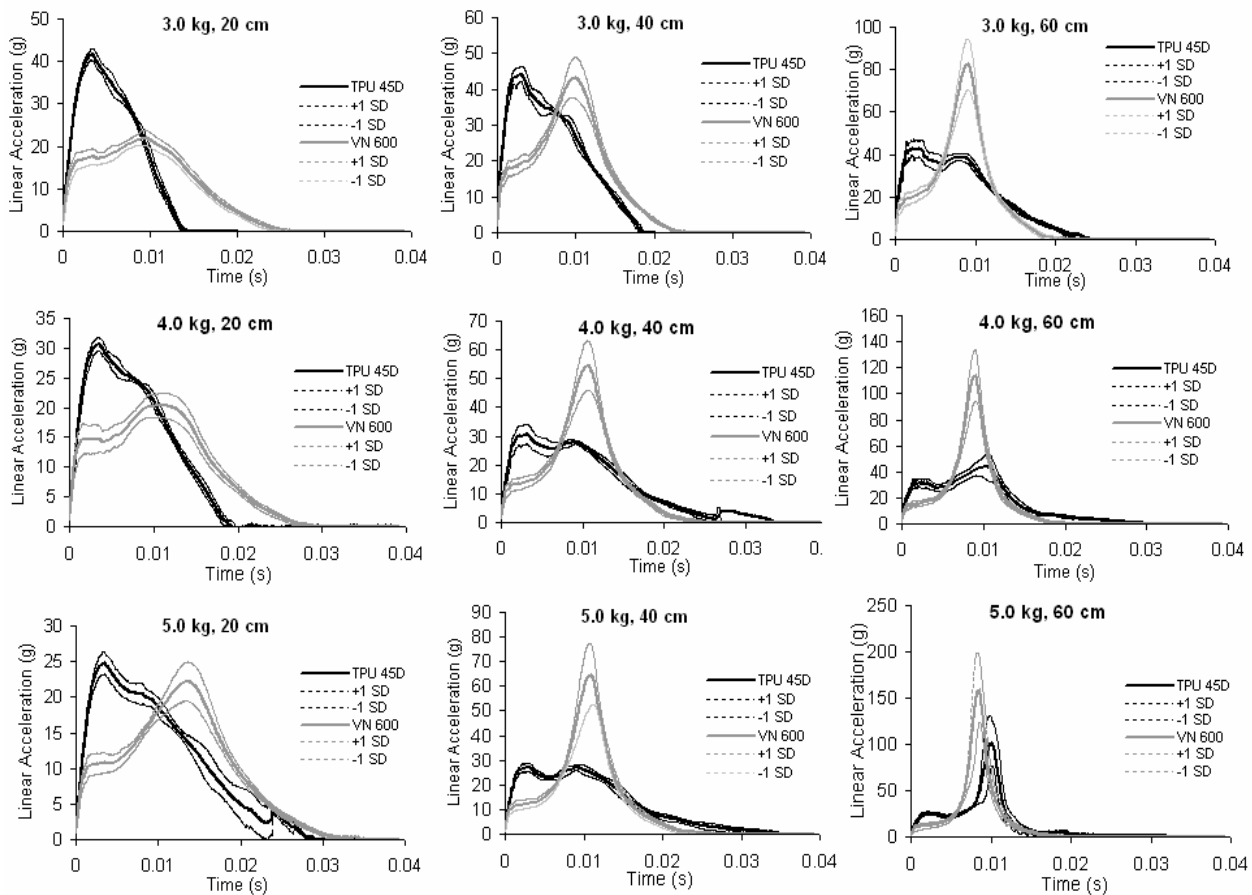 3.0 kg, 20 cm
Linear Acceleration (g)
50
40
30
20
10
0
0 0.01 0.02 0.03 0.04
Time (s)
TPU 45D
+1 SD
-1 SD
VN 600
+1 SD
-1 SD
3.0 kg, 40 cm
Linear Acceleration (g)
60
50
40
30
20
10
0
0 0.01 0.02 0.03 0.04
Time (s)
TPU 45D
+1 SD
-1 SD
VN 600
+1 SD
-1 SD
3.0 kg, 60 cm
Linear Acceleration (g)
100
80
60
40
20
0
0 0.01 0.02 0.03 0.04
Time (s)
TPU 45D
+1 SD
-1 SD
VN 600
+1 SD
-1 SD
4.0 kg, 20 cm
Linear Acceleration (g)
35
30
25
20
15
10
5
0
0 0.01 0.02 0.03 0.04
Time (s)
TPU 45D
+1 SD
-1 SD
VN 600
+1 SD
-1 SD
4.0 kg, 40 cm
Linear Acceleration (g)
70
60
50
40
30
20
10
0
0 0.01 0.02 0.03 0.
Time (s)
TPU 45D
+1 SD
-1 SD
VN 600
+1 SD
-1 SD
4.0 kg, 60 cm
Linear Acceleration (g)
160
140
120
100
80
60
40
20
0
0 0.01 0.02 0.03 0.04
Time (s)
TPU 45D
+1 SD
-1 SD
VN 600
+1 SD
-1 SD
5.0 kg, 20 cm
Linear Acceleration (g)
30
25
20
15
10
5
0
0 0.01 0.02 0.03 0.04
Time (s)
TPU 45D
+1 SD
-1 SD
VN 600
+1 SD
-1 SD
5.0 kg, 40 cm
Linear Acceleration (g)
90
80
70
60
50
40
30
20
10
0
0 0.01 0.02 0.03 0.04
Time (s)
TPU 45D
+1 SD
-1 SD
VN 600
+1 SD
-1 SD
5.0 kg, 60 cm
Linear Acceleration (g)
250
200
150
100
50
0
0 0.01 0.02 0.03 0.04
Time (s)
TPU 45D
+1 SD
-1 SD
VN 600
+1 SD
-1 SD